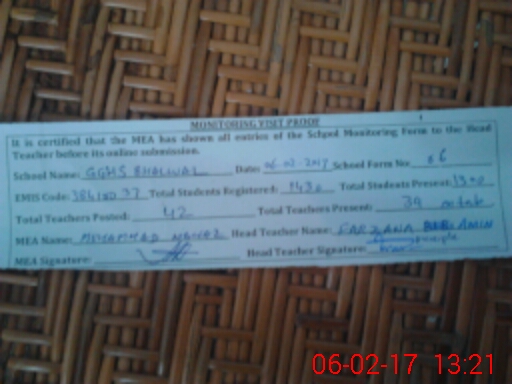 MONITORING VISIT PROOF
It is certified that the MEA has shown all entries of the School Monitoring Form to the Head
Teacher before its online submission.
School Name: GGHS BHALWAL Date: 06-02-2017 School Form No. 06
EMIS Code: Total Students Registered: 1430 Total Students Present: 1300
Total Teachers Posted: 42 Total Teachers Present: 39
MEA Name: MUHAMMAD Head Teacher Name: FARZANA AMIN
MEA Signature: Head Teacher Signature:
06-02-17 13:21